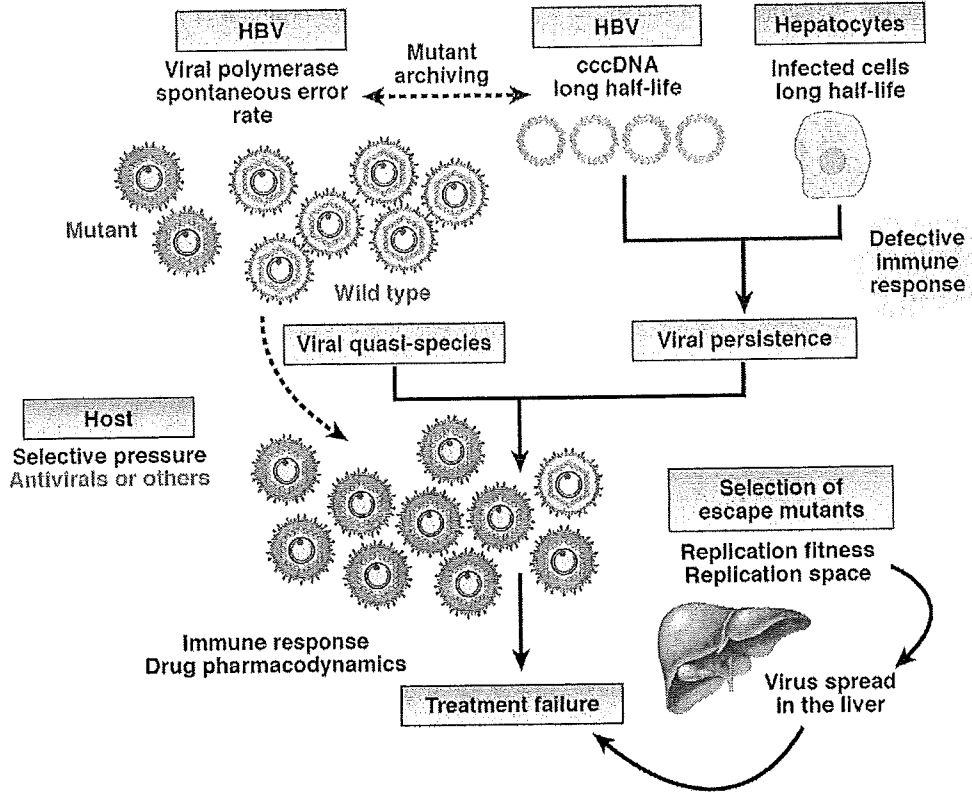 HBV
Viral polymerase
spontaneous error
rate
Mutant
archiving
HBV
cccDNA
long half-life
Hepatocytes
Infected cells
long half-life
Mutant
Wild type
Defective
immune
response
Viral quasi-species
Viral persistence
Host
Selective pressure
Antivirals or others
Selection of
escape mutants
Replication fitness
Replication space
Immune response
Drug pharmacodynamics
Virus spread
in the liver
Treatment failure